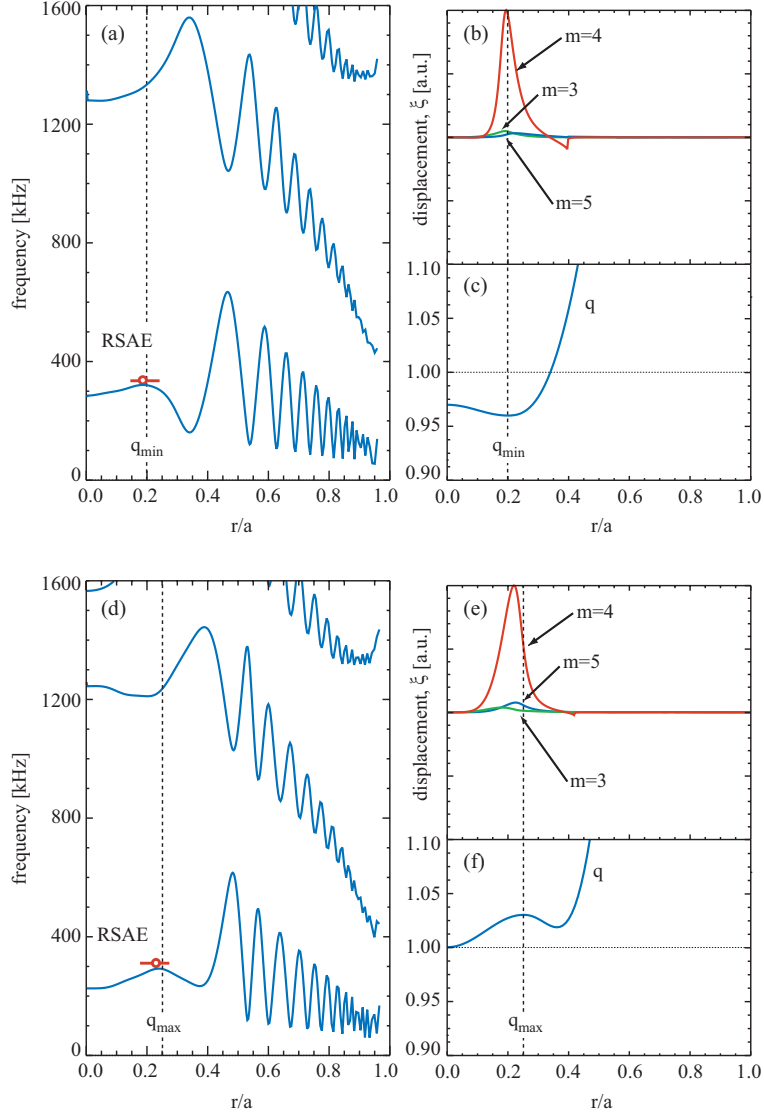 1600
1200
800
400
0
frequency [kHz]
(a)
RSAE
q_min
0.0 0.2 0.4 0.6 0.8 1.0
r/a
displacement, ξ [a.u.]
(b)
m=4
m=3
m=5
1.10
1.05
1.00
0.95
0.90
(c)
q
q_min
0.0 0.2 0.4 0.6 0.8 1.0
r/a
1600
1200
800
400
0
frequency [kHz]
(d)
RSAE
q_max
0.0 0.2 0.4 0.6 0.8 1.0
r/a
displacement, ξ [a.u.]
(e)
m=4
m=5
m=3
1.10
1.05
1.00
0.95
0.90
(f)
q
q_max
0.0 0.2 0.4 0.6 0.8 1.0
r/a